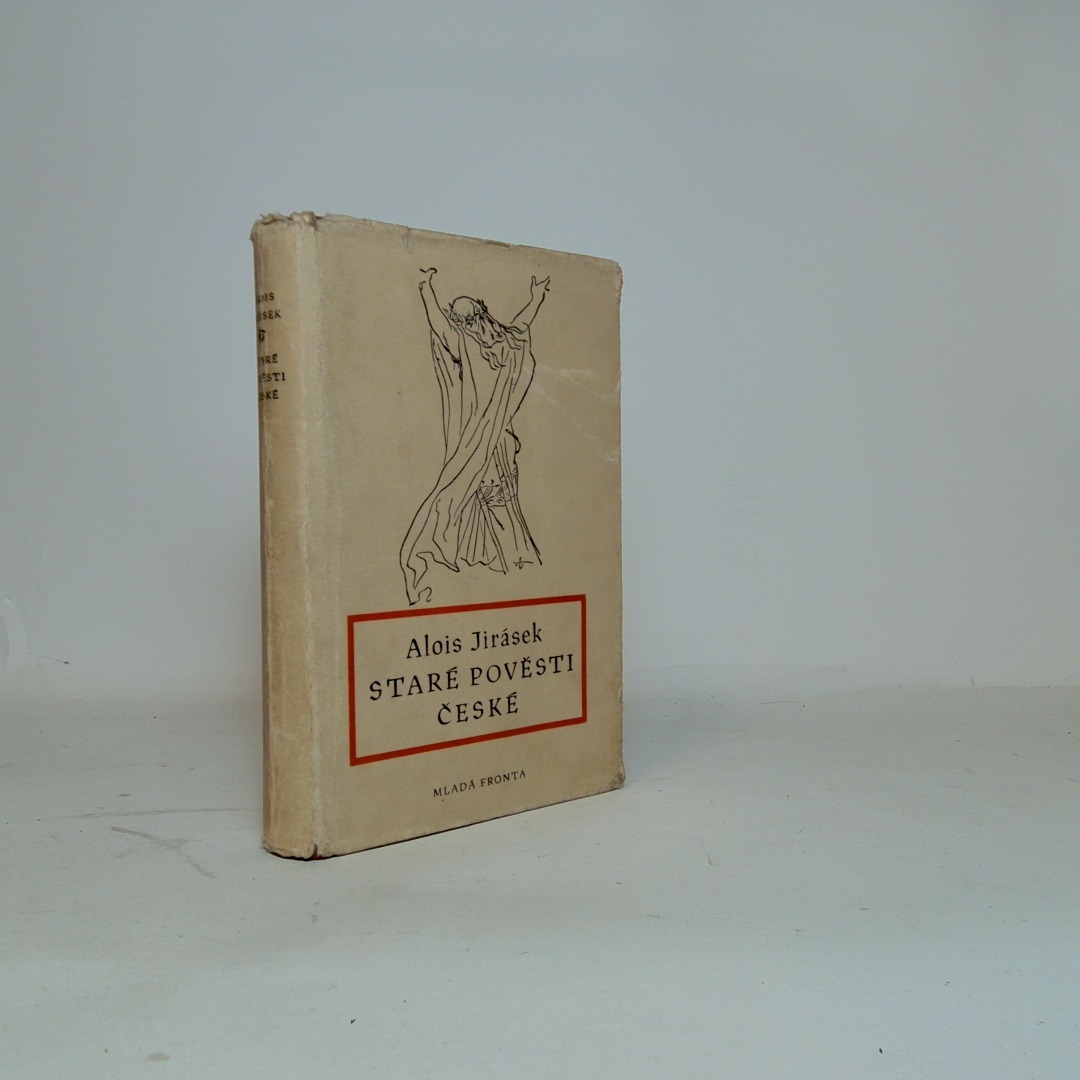 Alois Jirásek
STARÉ POVĚSTI
ČESKÉ
MLADÁ FRONTA